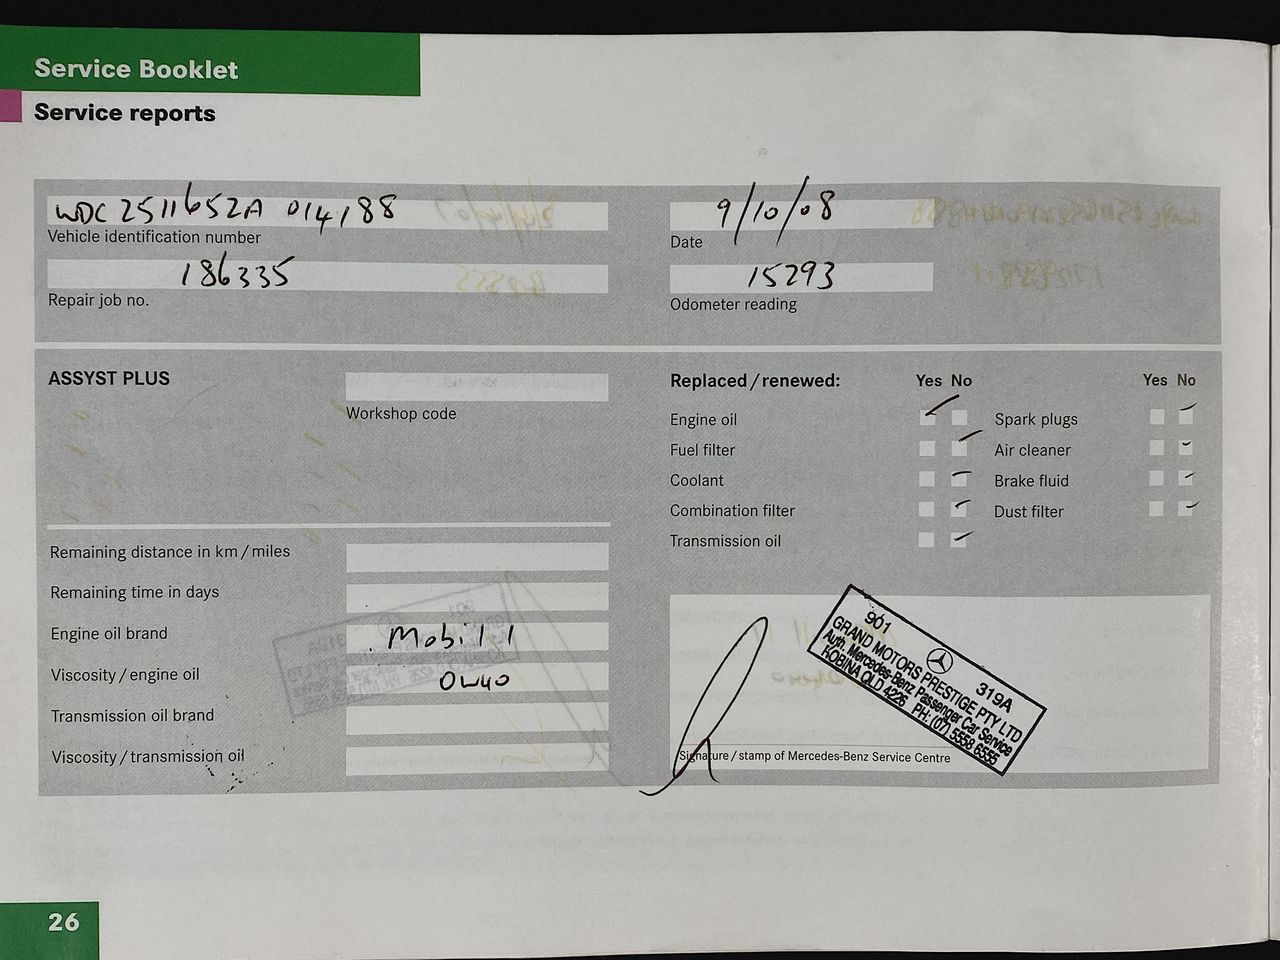 Service Booklet
Service reports
WDC2511652A 014188
Vehicle identification number
9/10/08
Date
186335
Repair job no.
15293
Odometer reading
ASSYST PLUS
Workshop code
Replaced/renewed:
Yes No
Yes No
Engine oil
Spark plugs
Fuel filter
Air cleaner
Coolant
Brake fluid
Combination filter
Dust filter
Transmission oil
Remaining distance in km/miles
Remaining time in days
Engine oil brand
Mobil 1
Viscosity/engine oil
0W40
Transmission oil brand
Viscosity/transmission oil
901 319A
GRAND MOTORS PRESTIGE PTY LTD
Auth. Mercedes-Benz Passenger Car Service
ROBINA QLD 4226 PH: (07) 5558 6555
Signature/stamp of Mercedes-Benz Service Centre
26